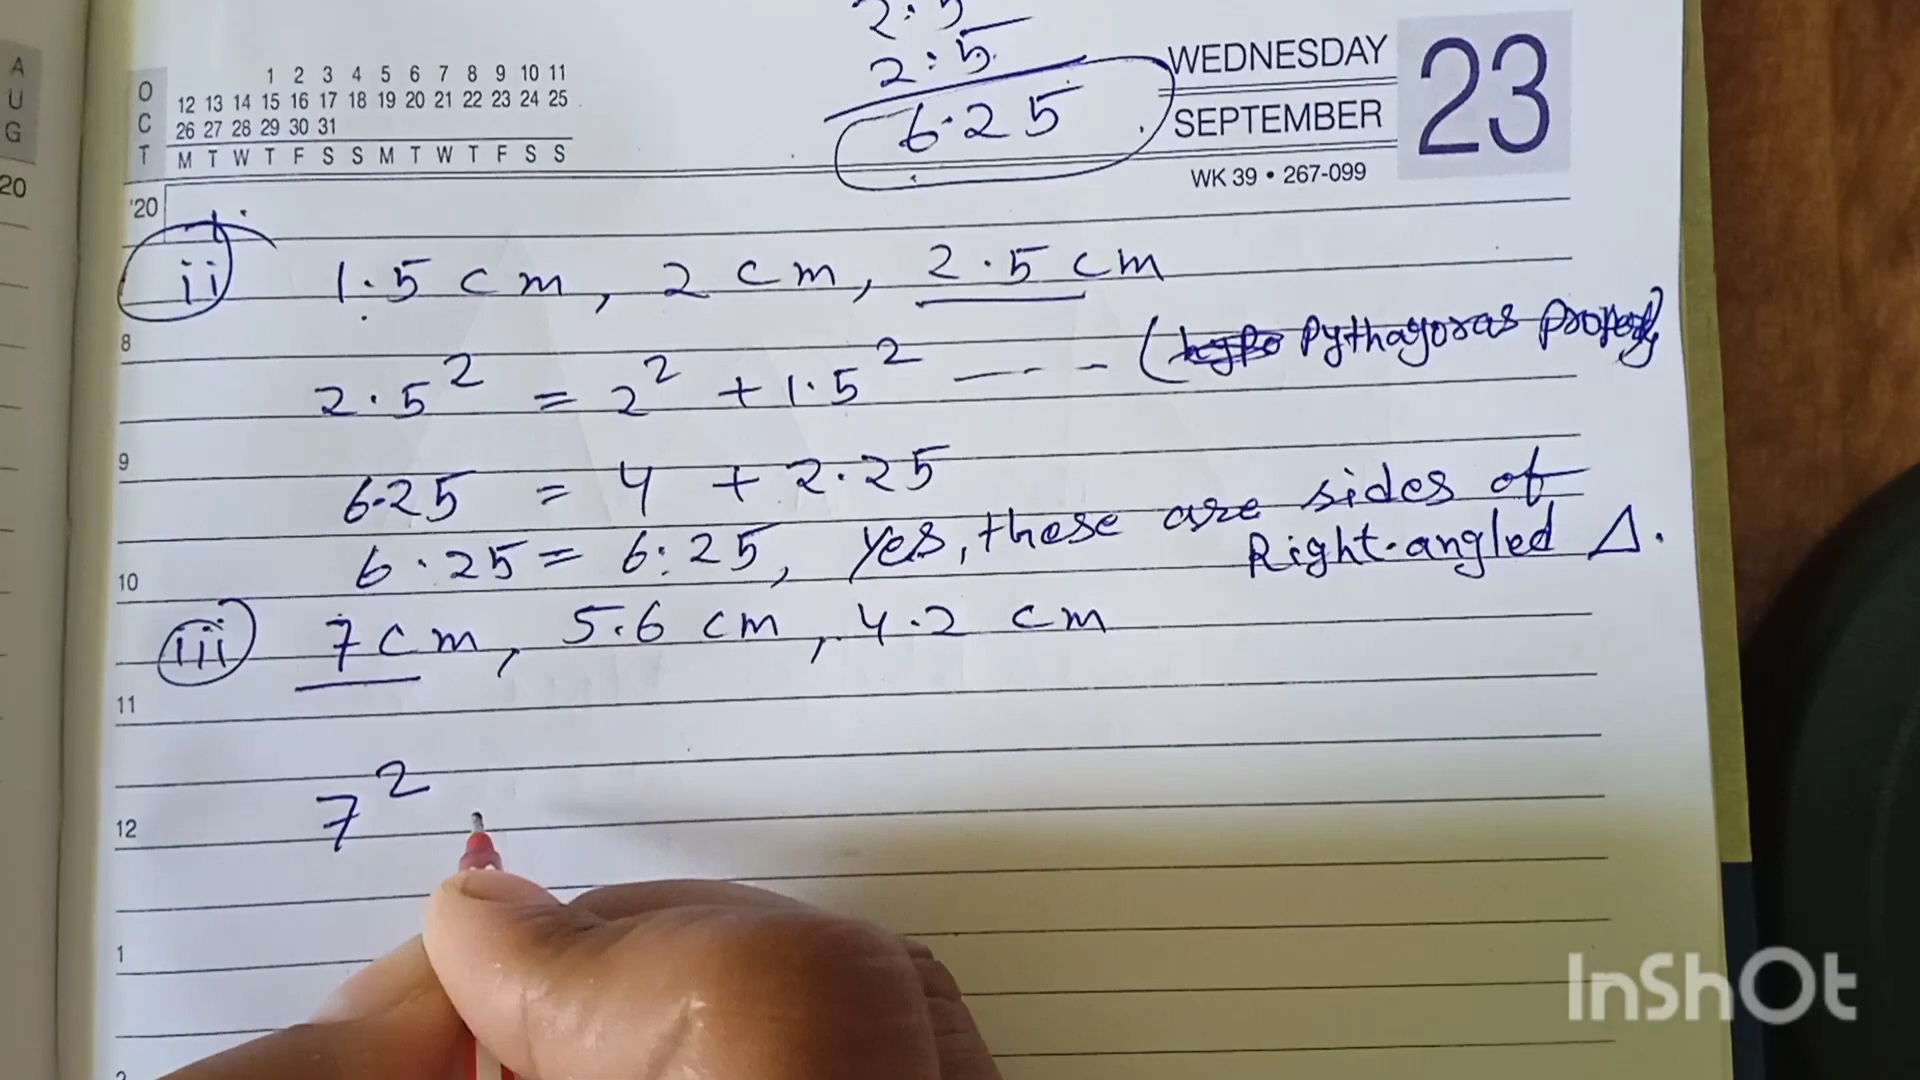 2.5
2.5
6.25
WEDNESDAY
SEPTEMBER
23
WK 39 • 267-099
OCT
1 2 3 4 5 6 7 8 9 10 11
12 13 14 15 16 17 18 19 20 21 22 23 24 25
26 27 28 29 30 31
M T W T F S S M T W T F S S
'20
AUG
20
ii 1.5 cm, 2 cm, 2.5 cm
8
2.5² = 2² + 1.5² --- (Pythagoras property
9
6.25 = 4 + 2.25
6.25 = 6.25, Yes, these are sides of
Right-angled Δ.
10
iii 7 cm, 5.6 cm, 4.2 cm
11
7²
12
1
InShOt